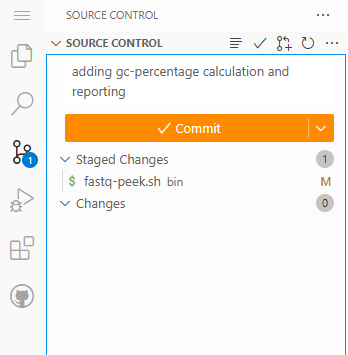 SOURCE CONTROL
SOURCE CONTROL
adding gc-percentage calculation and
reporting
Commit
Staged Changes 1
$ fastq-peek.sh bin M
Changes 0
1